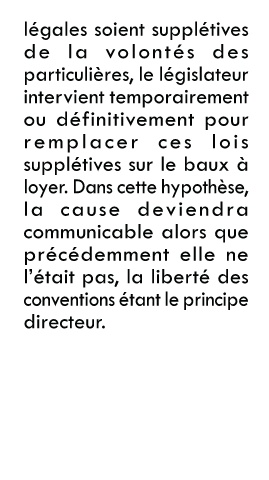 légales soient supplétives
de la volontés des
particulières, le législateur
intervient temporairement
ou définitivement pour
remplacer ces lois
supplétives sur le baux à
loyer. Dans cette hypothèse,
la cause deviendra
communicable alors que
précédemment elle ne
l'était pas, la liberté des
conventions étant le principe
directeur.